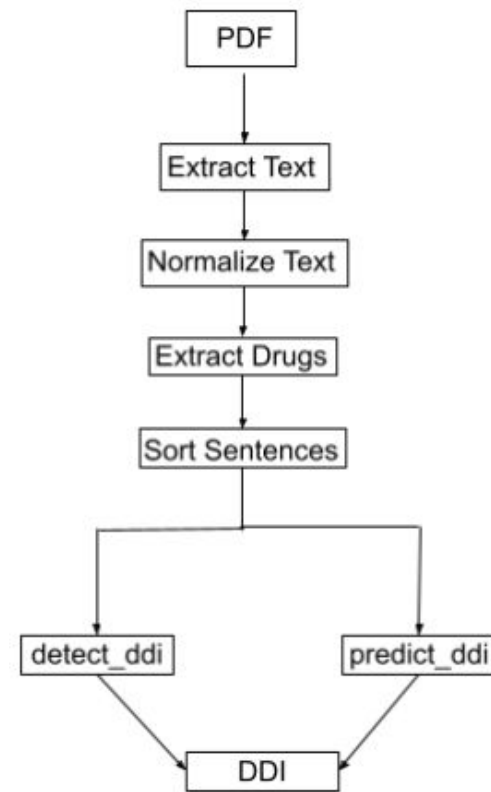 PDF
Extract Text
Normalize Text
Extract Drugs
Sort Sentences
detect_ddi
predict_ddi
DDI